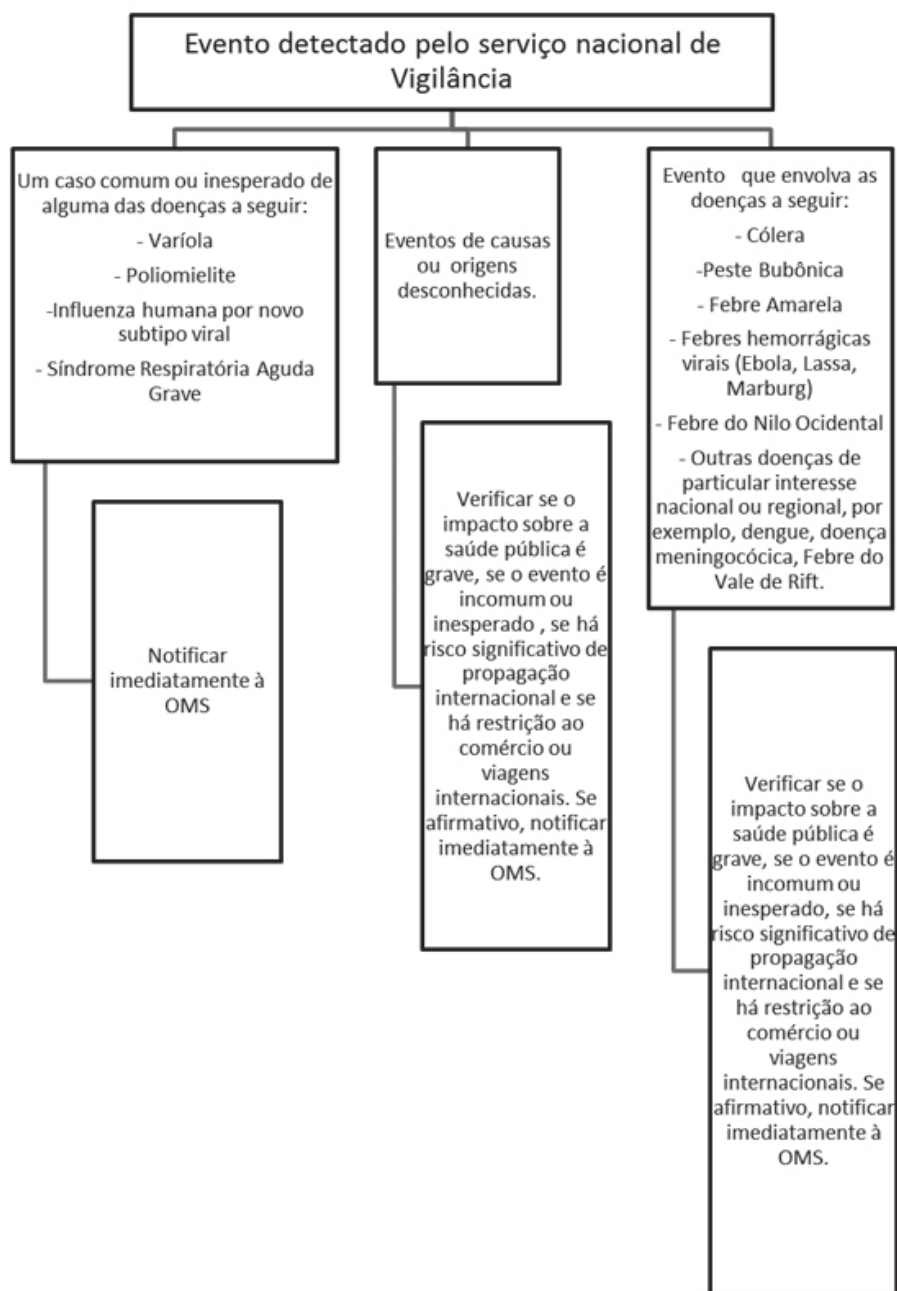 Evento detectado pelo serviço nacional de
Vigilância
Um caso comum ou inesperado de
alguma das doenças a seguir:
- Varíola
- Poliomielite
-Influenza humana por novo
subtipo viral
- Síndrome Respiratória Aguda
Grave
Notificar
imediatamente à
OMS
Eventos de causas
ou origens
desconhecidas.
Verificar se o
impacto sobre a
saúde pública é
grave, se o evento é
incomum ou
inesperado , se há
risco significativo de
propagação
internacional e se
há restrição ao
comércio ou
viagens
internacionais. Se
afirmativo, notificar
imediatamente à
OMS.
Evento que envolva as
doenças a seguir:
- Cólera
-Peste Bubônica
- Febre Amarela
- Febres hemorrágicas
virais (Ebola, Lassa,
Marburg)
- Febre do Nilo Ocidental
- Outras doenças de
particular interesse
nacional ou regional, por
exemplo, dengue, doença
meningocócica, Febre do
Vale de Rift.
Verificar se o
impacto sobre a
saúde pública é
grave, se o evento é
incomum ou
inesperado, se há
risco significativo de
propagação
internacional e se
há restrição ao
comércio ou
viagens
internacionais. Se
afirmativo, notificar
imediatamente à
OMS.